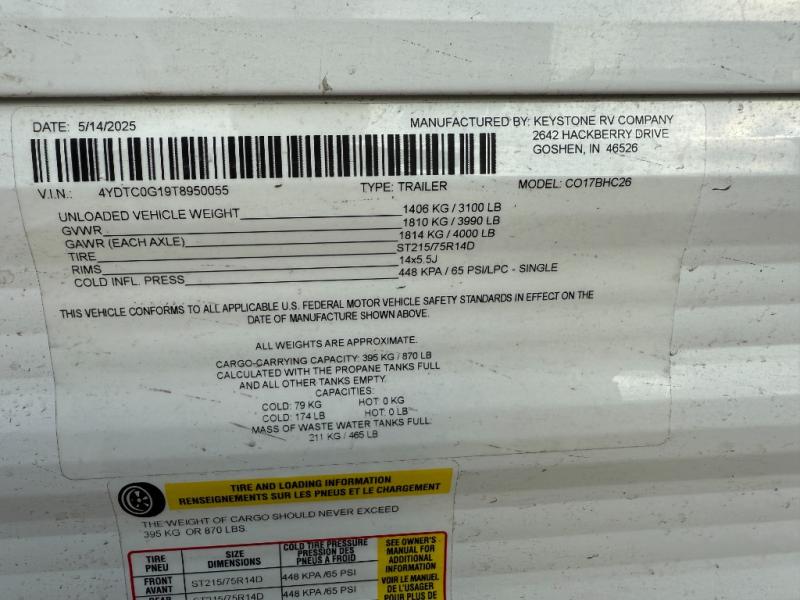 DATE: 5/14/2025
MANUFACTURED BY: KEYSTONE RV COMPANY
2642 HACKBERRY DRIVE
GOSHEN, IN 46526
V.I.N.: 4YDTC0G19T8950055 TYPE: TRAILER MODEL: CO17BHC26
UNLOADED VEHICLE WEIGHT 1406 KG / 3100 LB
GVWR 1810 KG / 3990 LB
GAWR (EACH AXLE) 1814 KG / 4000 LB
TIRE ST215/75R14D
RIMS 14x5.5J
COLD INFL. PRESS 448 KPA / 65 PSI/LPC - SINGLE
THIS VEHICLE CONFORMS TO ALL APPLICABLE U.S. FEDERAL MOTOR VEHICLE SAFETY STANDARDS IN EFFECT ON THE
DATE OF MANUFACTURE SHOWN ABOVE.
ALL WEIGHTS ARE APPROXIMATE.
CARGO-CARRYING CAPACITY: 395 KG / 870 LB
CALCULATED WITH THE PROPANE TANKS FULL
AND ALL OTHER TANKS EMPTY.
CAPACITIES:
COLD: 79 KG HOT: 0 KG
COLD: 174 LB HOT: 0 LB
MASS OF WASTE WATER TANKS FULL:
211 KG / 465 LB
TIRE AND LOADING INFORMATION
RENSEIGNEMENTS SUR LES PNEUS ET LE CHARGEMENT
THE WEIGHT OF CARGO SHOULD NEVER EXCEED
395 KG OR 870 LBS.
TIRE
PNEU
SIZE
DIMENSIONS
COLD TIRE PRESSURE
PRESSION DES
PNEUS A FROID
SEE OWNER'S
MANUAL FOR
ADDITIONAL
INFORMATION
VOIR LE MANUEL
DE L'USAGER
POUR PLUS DE
FRONT
AVANT
ST215/75R14D
448 KPA /65 PSI
REAR
ST215/75R14D
448 KPA /65 PSI